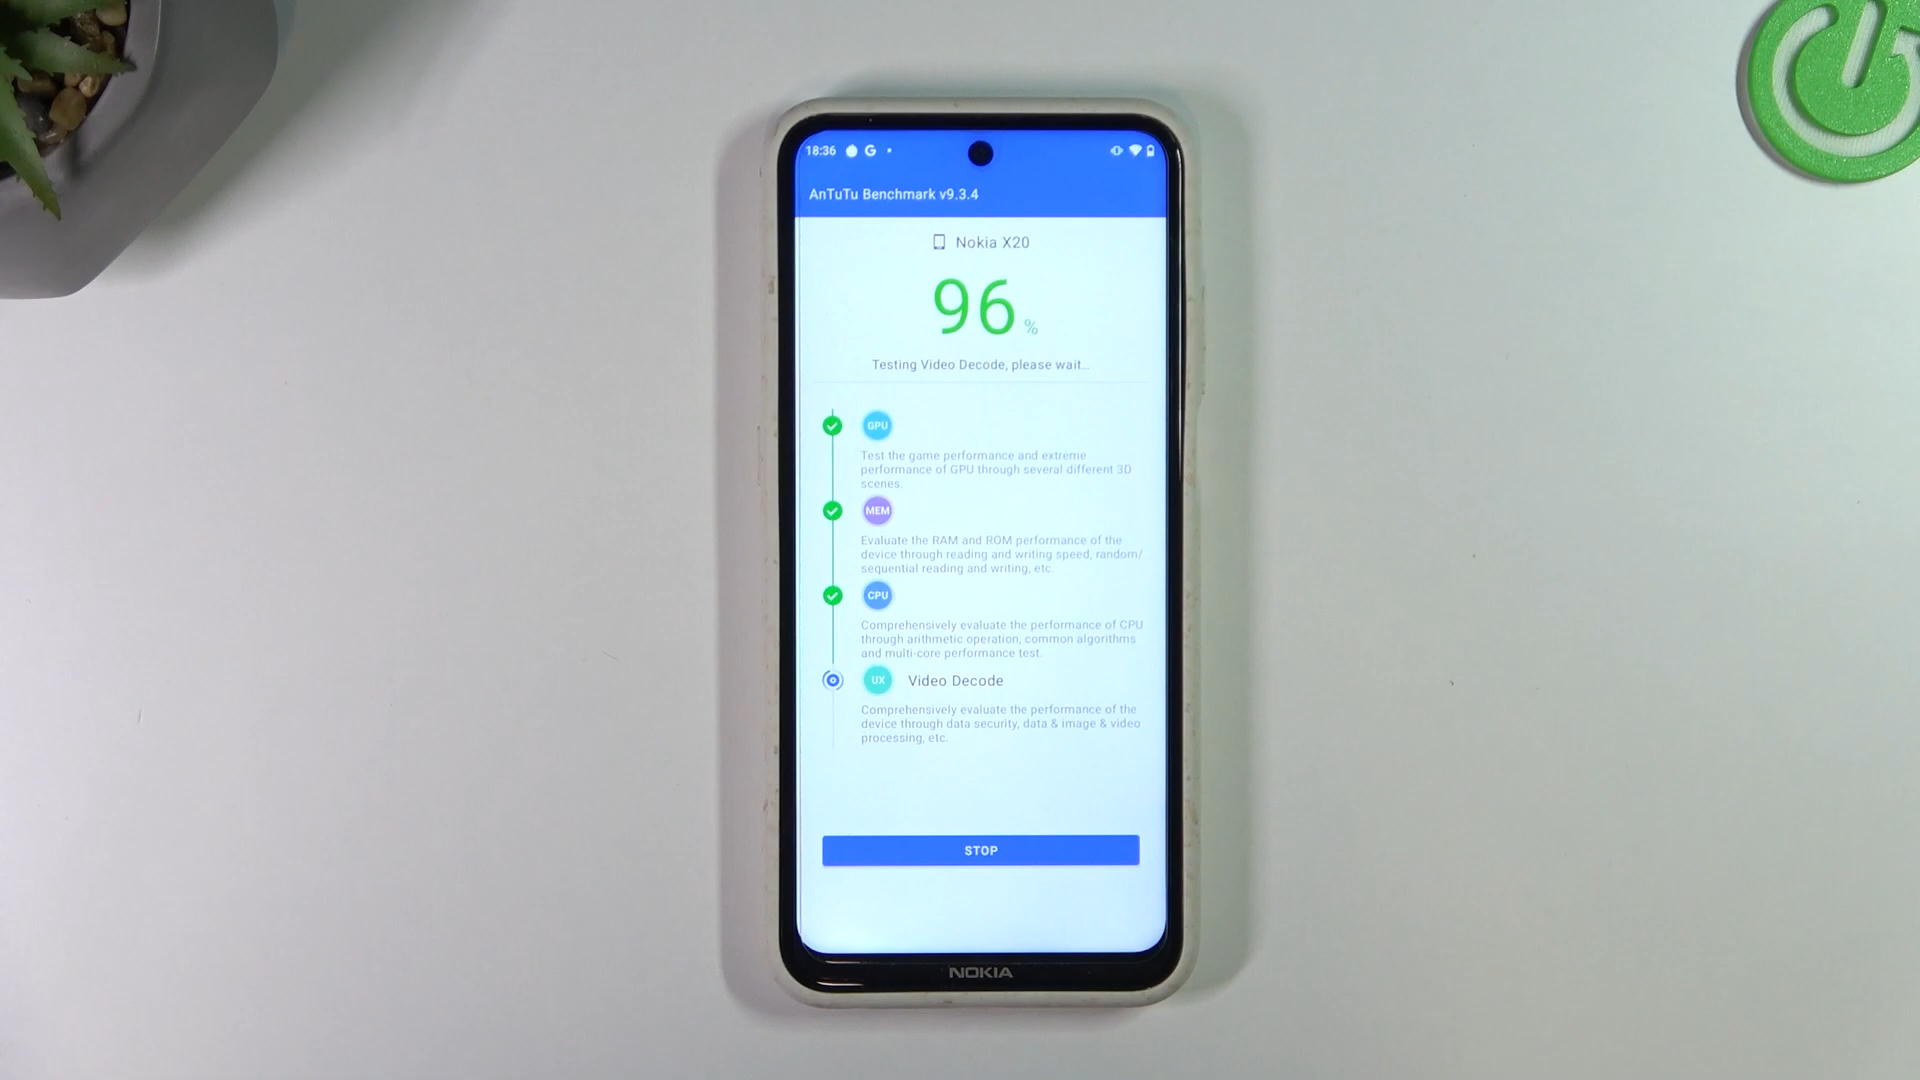 18:36 G
AnTuTu Benchmark v9.3.4
Nokia X20
96 %
Testing Video Decode, please wait...
GPU
Test the game performance and extreme
performance of GPU through several different 3D
scenes.
MEM
Evaluate the RAM and ROM performance of the
device through reading and writing speed, random/
sequential reading and writing, etc.
CPU
Comprehensively evaluate the performance of CPU
through arithmetic operation, common algorithms
and multi-core performance test.
UX Video Decode
Comprehensively evaluate the performance of the
device through data security, data & image & video
processing, etc.
STOP
NOKIA